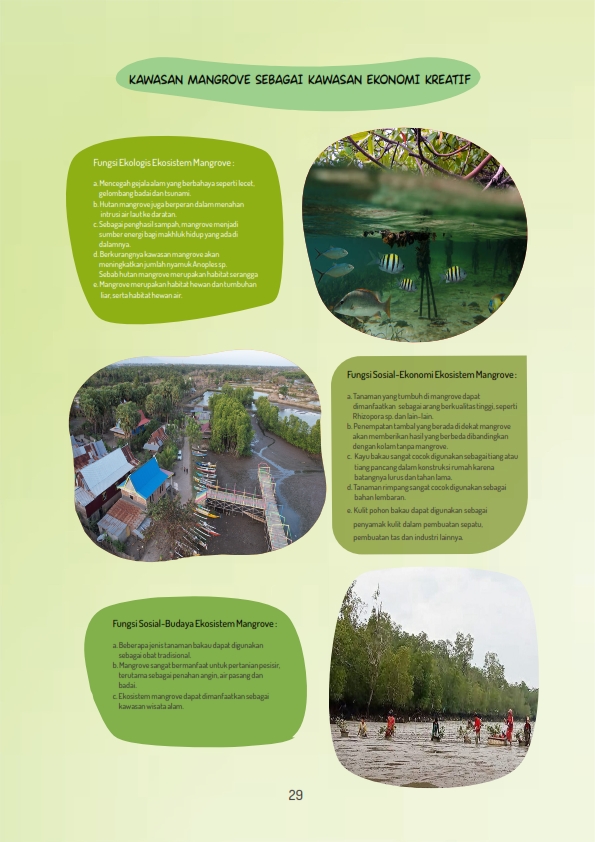 KAWASAN MANGROVE SEBAGAI KAWASAN EKONOMI KREATIF
Fungsi Ekologis Ekosistem Mangrove :
a. Mencegah gejala alam yang berbahaya seperti lecet,
gelombang badai dan tsunami.
b. Hutan mangrove juga berperan dalam menahan
intrusi air laut ke daratan.
c. Sebagai penghasil sampah, mangrove menjadi
sumber energi bagi makhluk hidup yang ada di
dalamnya.
d. Berkurangnya kawasan mangrove akan
meningkatkan jumlah nyamuk Anoples sp.
Sebab hutan mangrove merupakan habitat serangga
e. Mangrove merupakan habitat hewan dan tumbuhan
liar, serta habitat hewan air.
Fungsi Sosial-Ekonomi Ekosistem Mangrove :
a. Tanaman yang tumbuh di mangrove dapat
dimanfaatkan sebagai arang berkualitas tinggi, seperti
Rhizopora sp. dan lain-lain.
b. Penempatan tambal yang berada di dekat mangrove
akan memberikan hasil yang berbeda dibandingkan
dengan kolam tanpa mangrove.
c. Kayu bakau sangat cocok digunakan sebagai tiang atau
tiang pancang dalam konstruksi rumah karena
batangnya lurus dan tahan lama.
d. Tanaman rimpang sangat cocok digunakan sebagai
bahan lembaran.
e. Kulit pohon bakau dapat digunakan sebagai
penyamak kulit dalam pembuatan sepatu,
pembuatan tas dan industri lainnya.
Fungsi Sosial-Budaya Ekosistem Mangrove :
a. Beberapa jenis tanaman bakau dapat digunakan
sebagai obat tradisional.
b. Mangrove sangat bermanfaat untuk pertanian pesisir,
terutama sebagai penahan angin, air pasang dan
badai.
c. Ekosistem mangrove dapat dimanfaatkan sebagai
kawasan wisata alam.
29